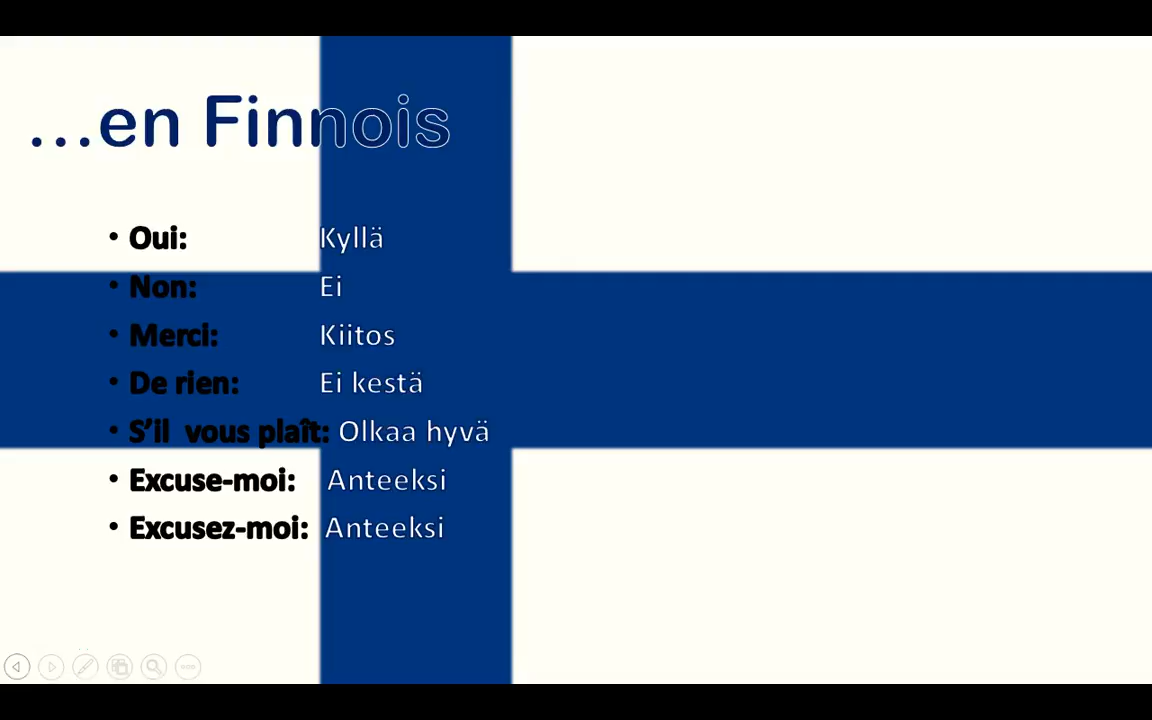 ...en Finnois
• Oui: Kyllä
• Non: Ei
• Merci: Kiitos
• De rien: Ei kestä
• S’il vous plaît: Olkaa hyvä
• Excuse-moi: Anteeksi
• Excusez-moi: Anteeksi